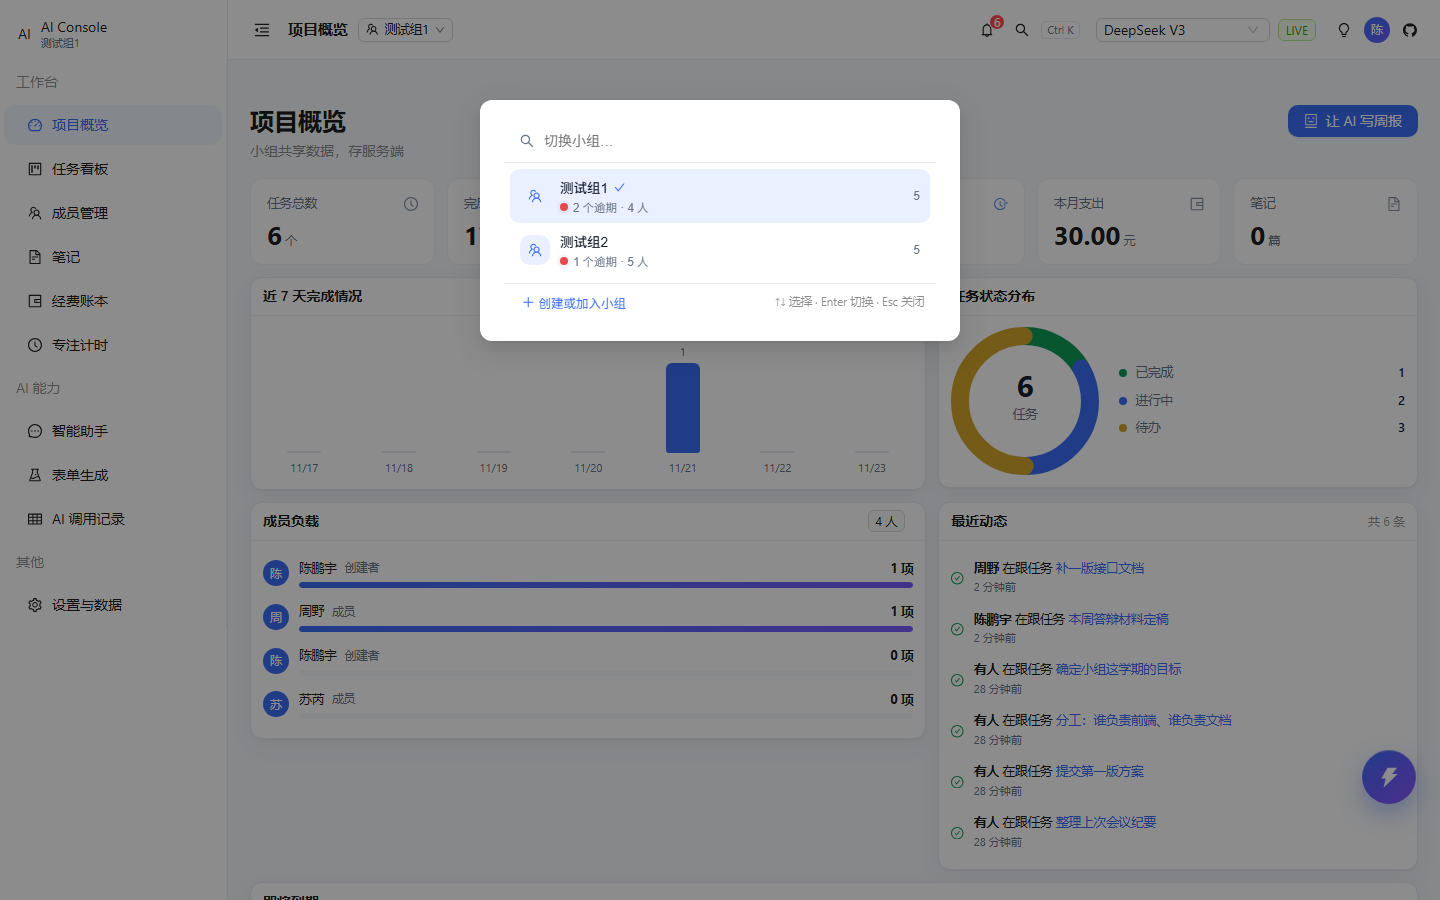 AI
AI Console
测试组1
工作台
项目概览
任务看板
成员管理
笔记
经费账本
专注计时
AI 能力
智能助手
表单生成
AI 调用记录
其他
设置与数据
项目概览
测试组1
6
Ctrl K
DeepSeek V3
LIVE
陈
项目概览
小组共享数据，存服务端
让 AI 写周报
切换小组...
测试组1
2 个逾期 · 4 人
5
测试组2
1 个逾期 · 5 人
5
创建或加入小组
↑↓ 选择 · Enter 切换 · Esc 关闭
任务总数
6 个
本月支出
30.00 元
笔记
0 篇
近 7 天完成情况
1
11/17
11/18
11/19
11/20
11/21
11/22
11/23
任务状态分布
6
任务
已完成
1
进行中
2
待办
3
成员负载
4 人
陈
陈鹏宇 创建者
1 项
周
周野 成员
1 项
陈
陈鹏宇 创建者
0 项
苏
苏芮 成员
0 项
最近动态
共 6 条
周野 在跟任务 补一版接口文档
2 分钟前
陈鹏宇 在跟任务 本周答辩材料定稿
2 分钟前
有人 在跟任务 确定小组这学期的目标
28 分钟前
有人 在跟任务 分工：谁负责前端、谁负责文档
28 分钟前
有人 在跟任务 提交第一版方案
28 分钟前
有人 在跟任务 整理上次会议纪要
28 分钟前